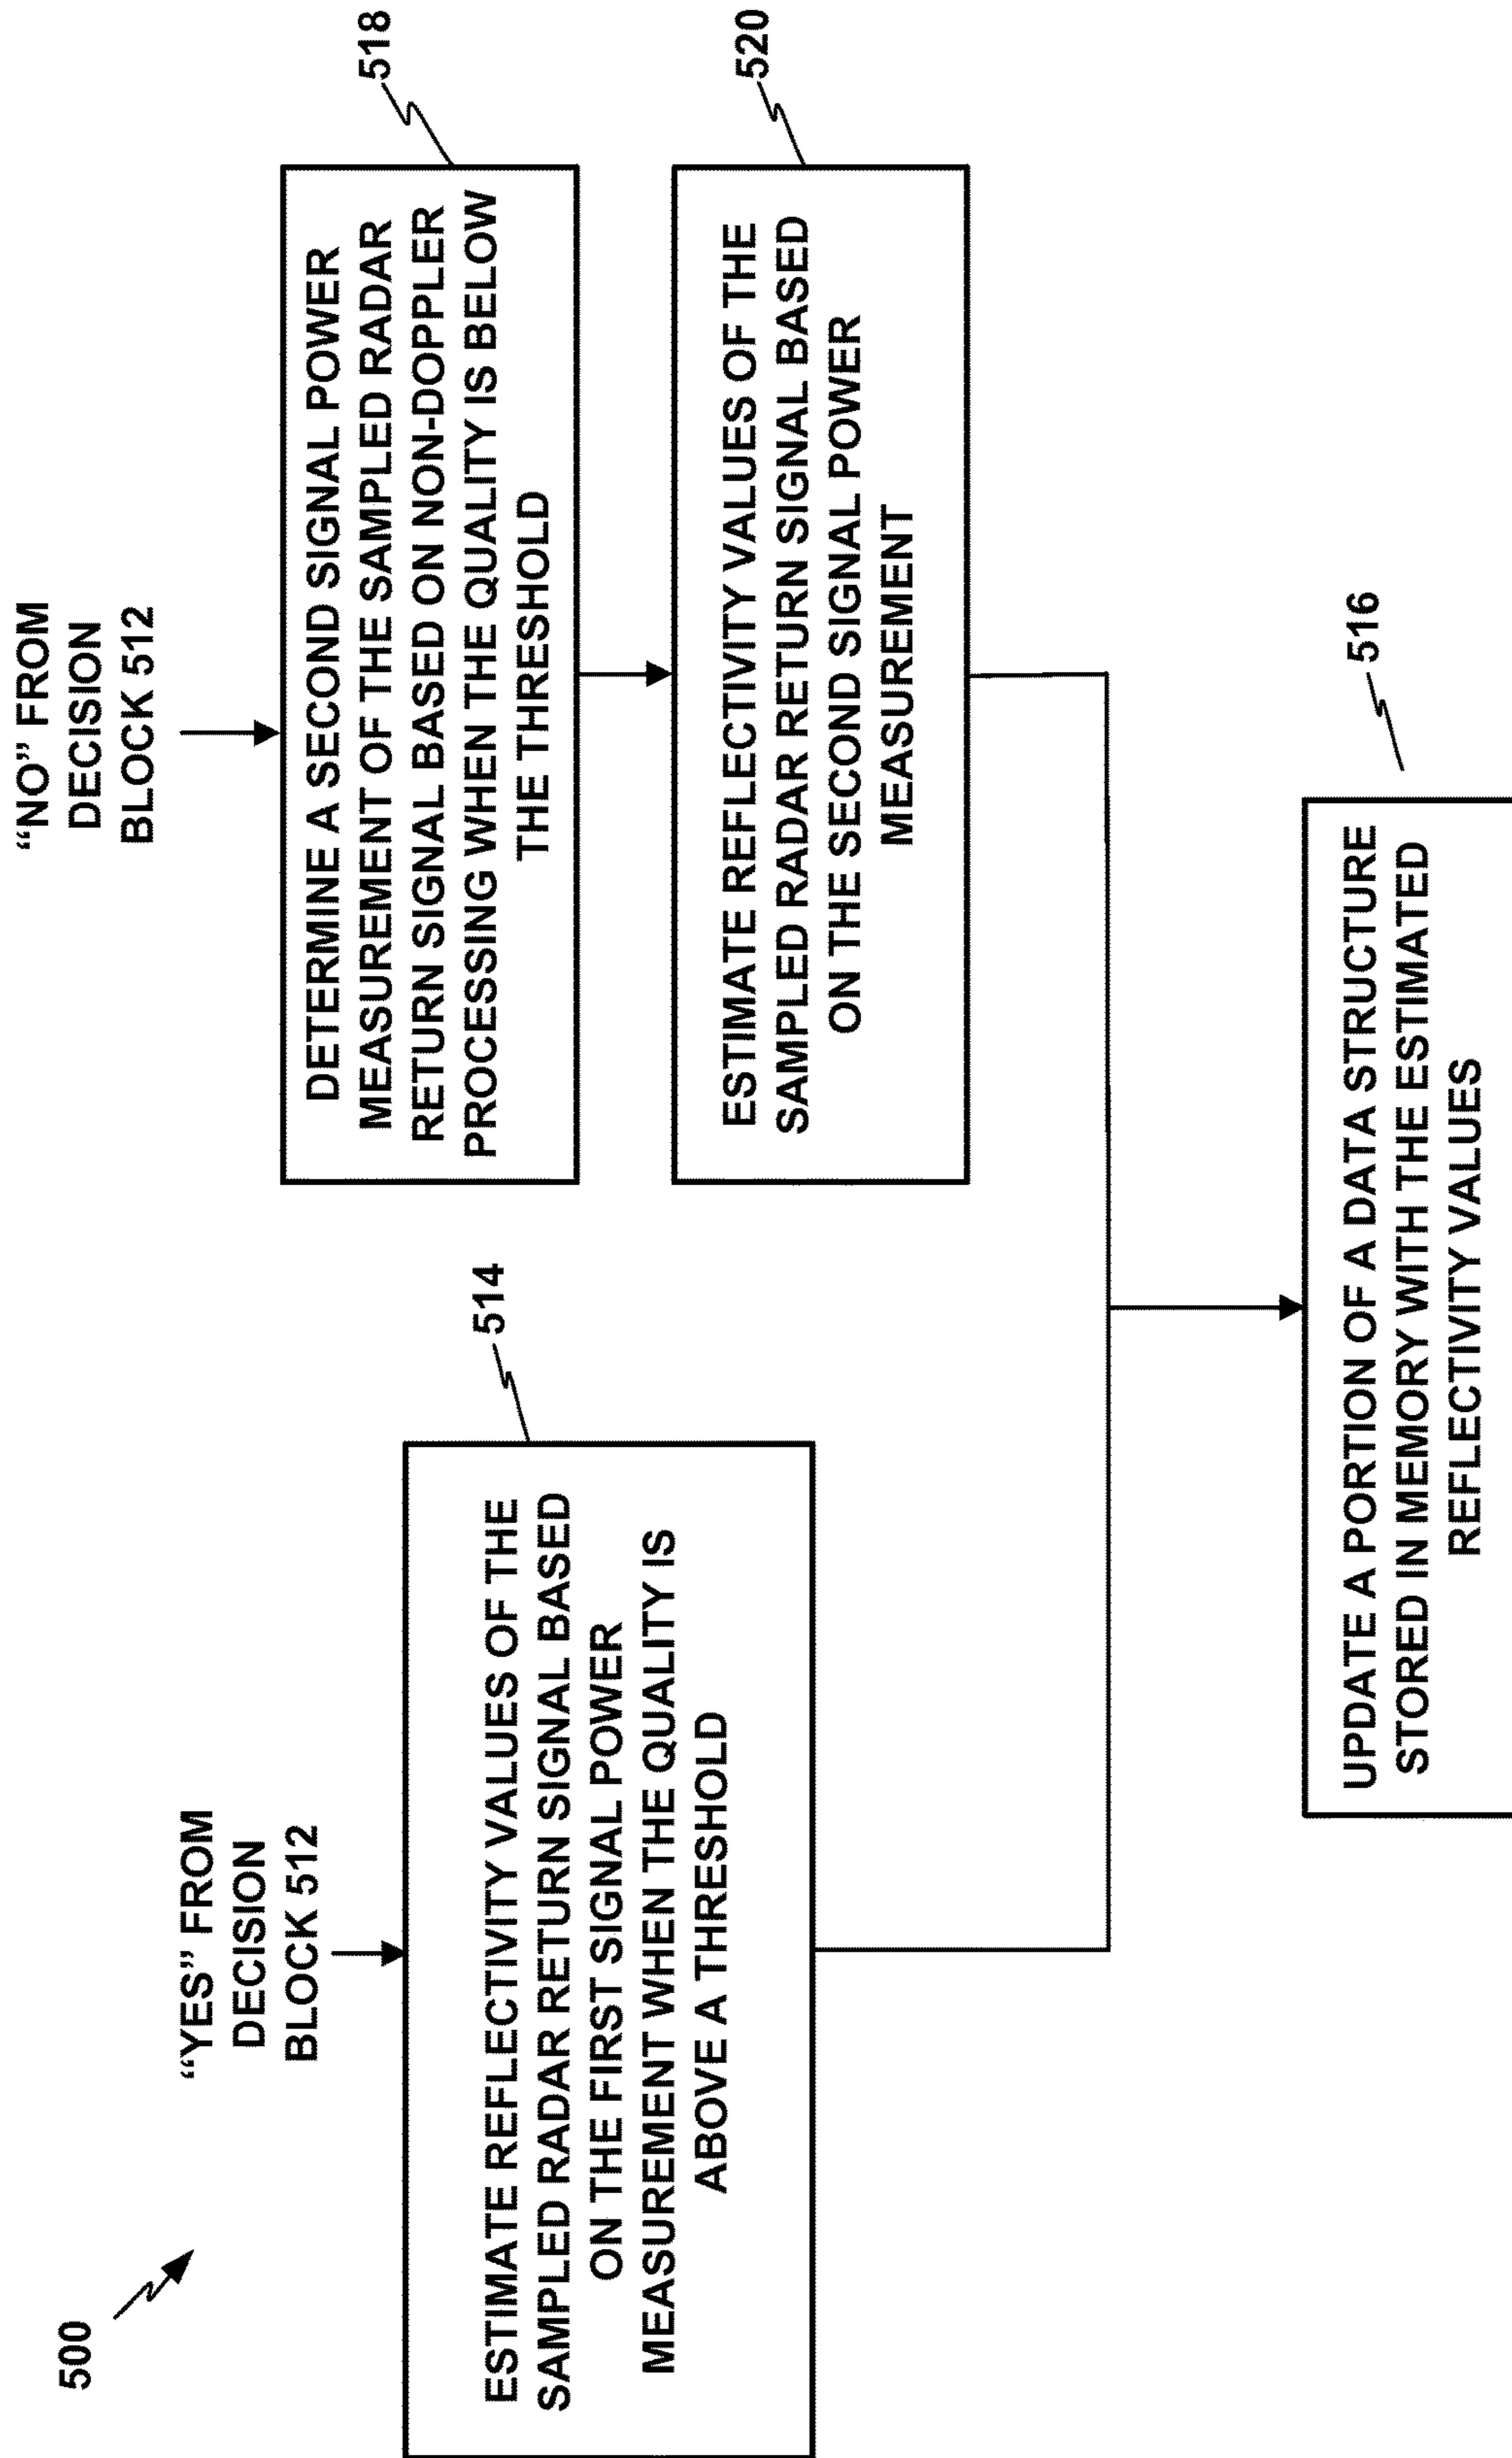 500
"YES" FROM
DECISION
BLOCK 512
514
ESTIMATE REFLECTIVITY VALUES OF THE
SAMPLED RADAR RETURN SIGNAL BASED
ON THE FIRST SIGNAL POWER
MEASUREMENT WHEN THE QUALITY IS
ABOVE A THRESHOLD
"NO" FROM
DECISION
BLOCK 512
518
DETERMINE A SECOND SIGNAL POWER
MEASUREMENT OF THE SAMPLED RADAR
RETURN SIGNAL BASED ON NON-DOPPLER
PROCESSING WHEN THE QUALITY IS BELOW
THE THRESHOLD
520
ESTIMATE REFLECTIVITY VALUES OF THE
SAMPLED RADAR RETURN SIGNAL BASED
ON THE SECOND SIGNAL POWER
MEASUREMENT
516
UPDATE A PORTION OF A DATA STRUCTURE
STORED IN MEMORY WITH THE ESTIMATED
REFLECTIVITY VALUES